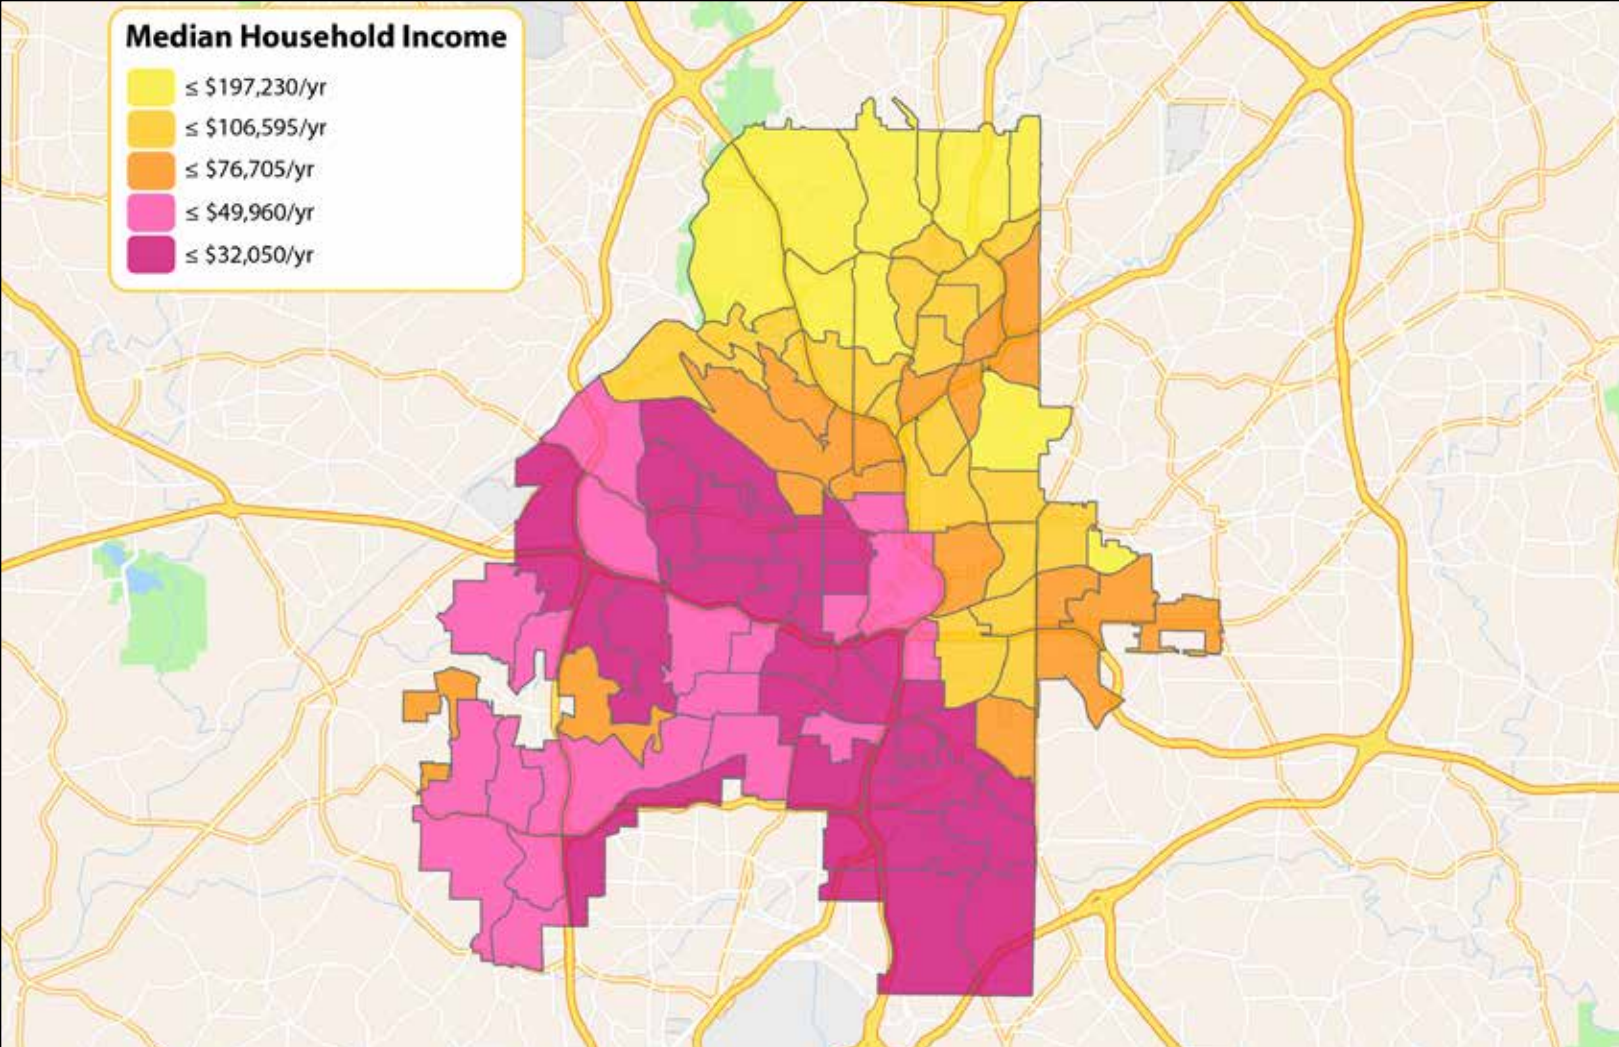 Median Household Income
≤ $197,230/yr
≤ $106,595/yr
≤ $76,705/yr
≤ $49,960/yr
≤ $32,050/yr